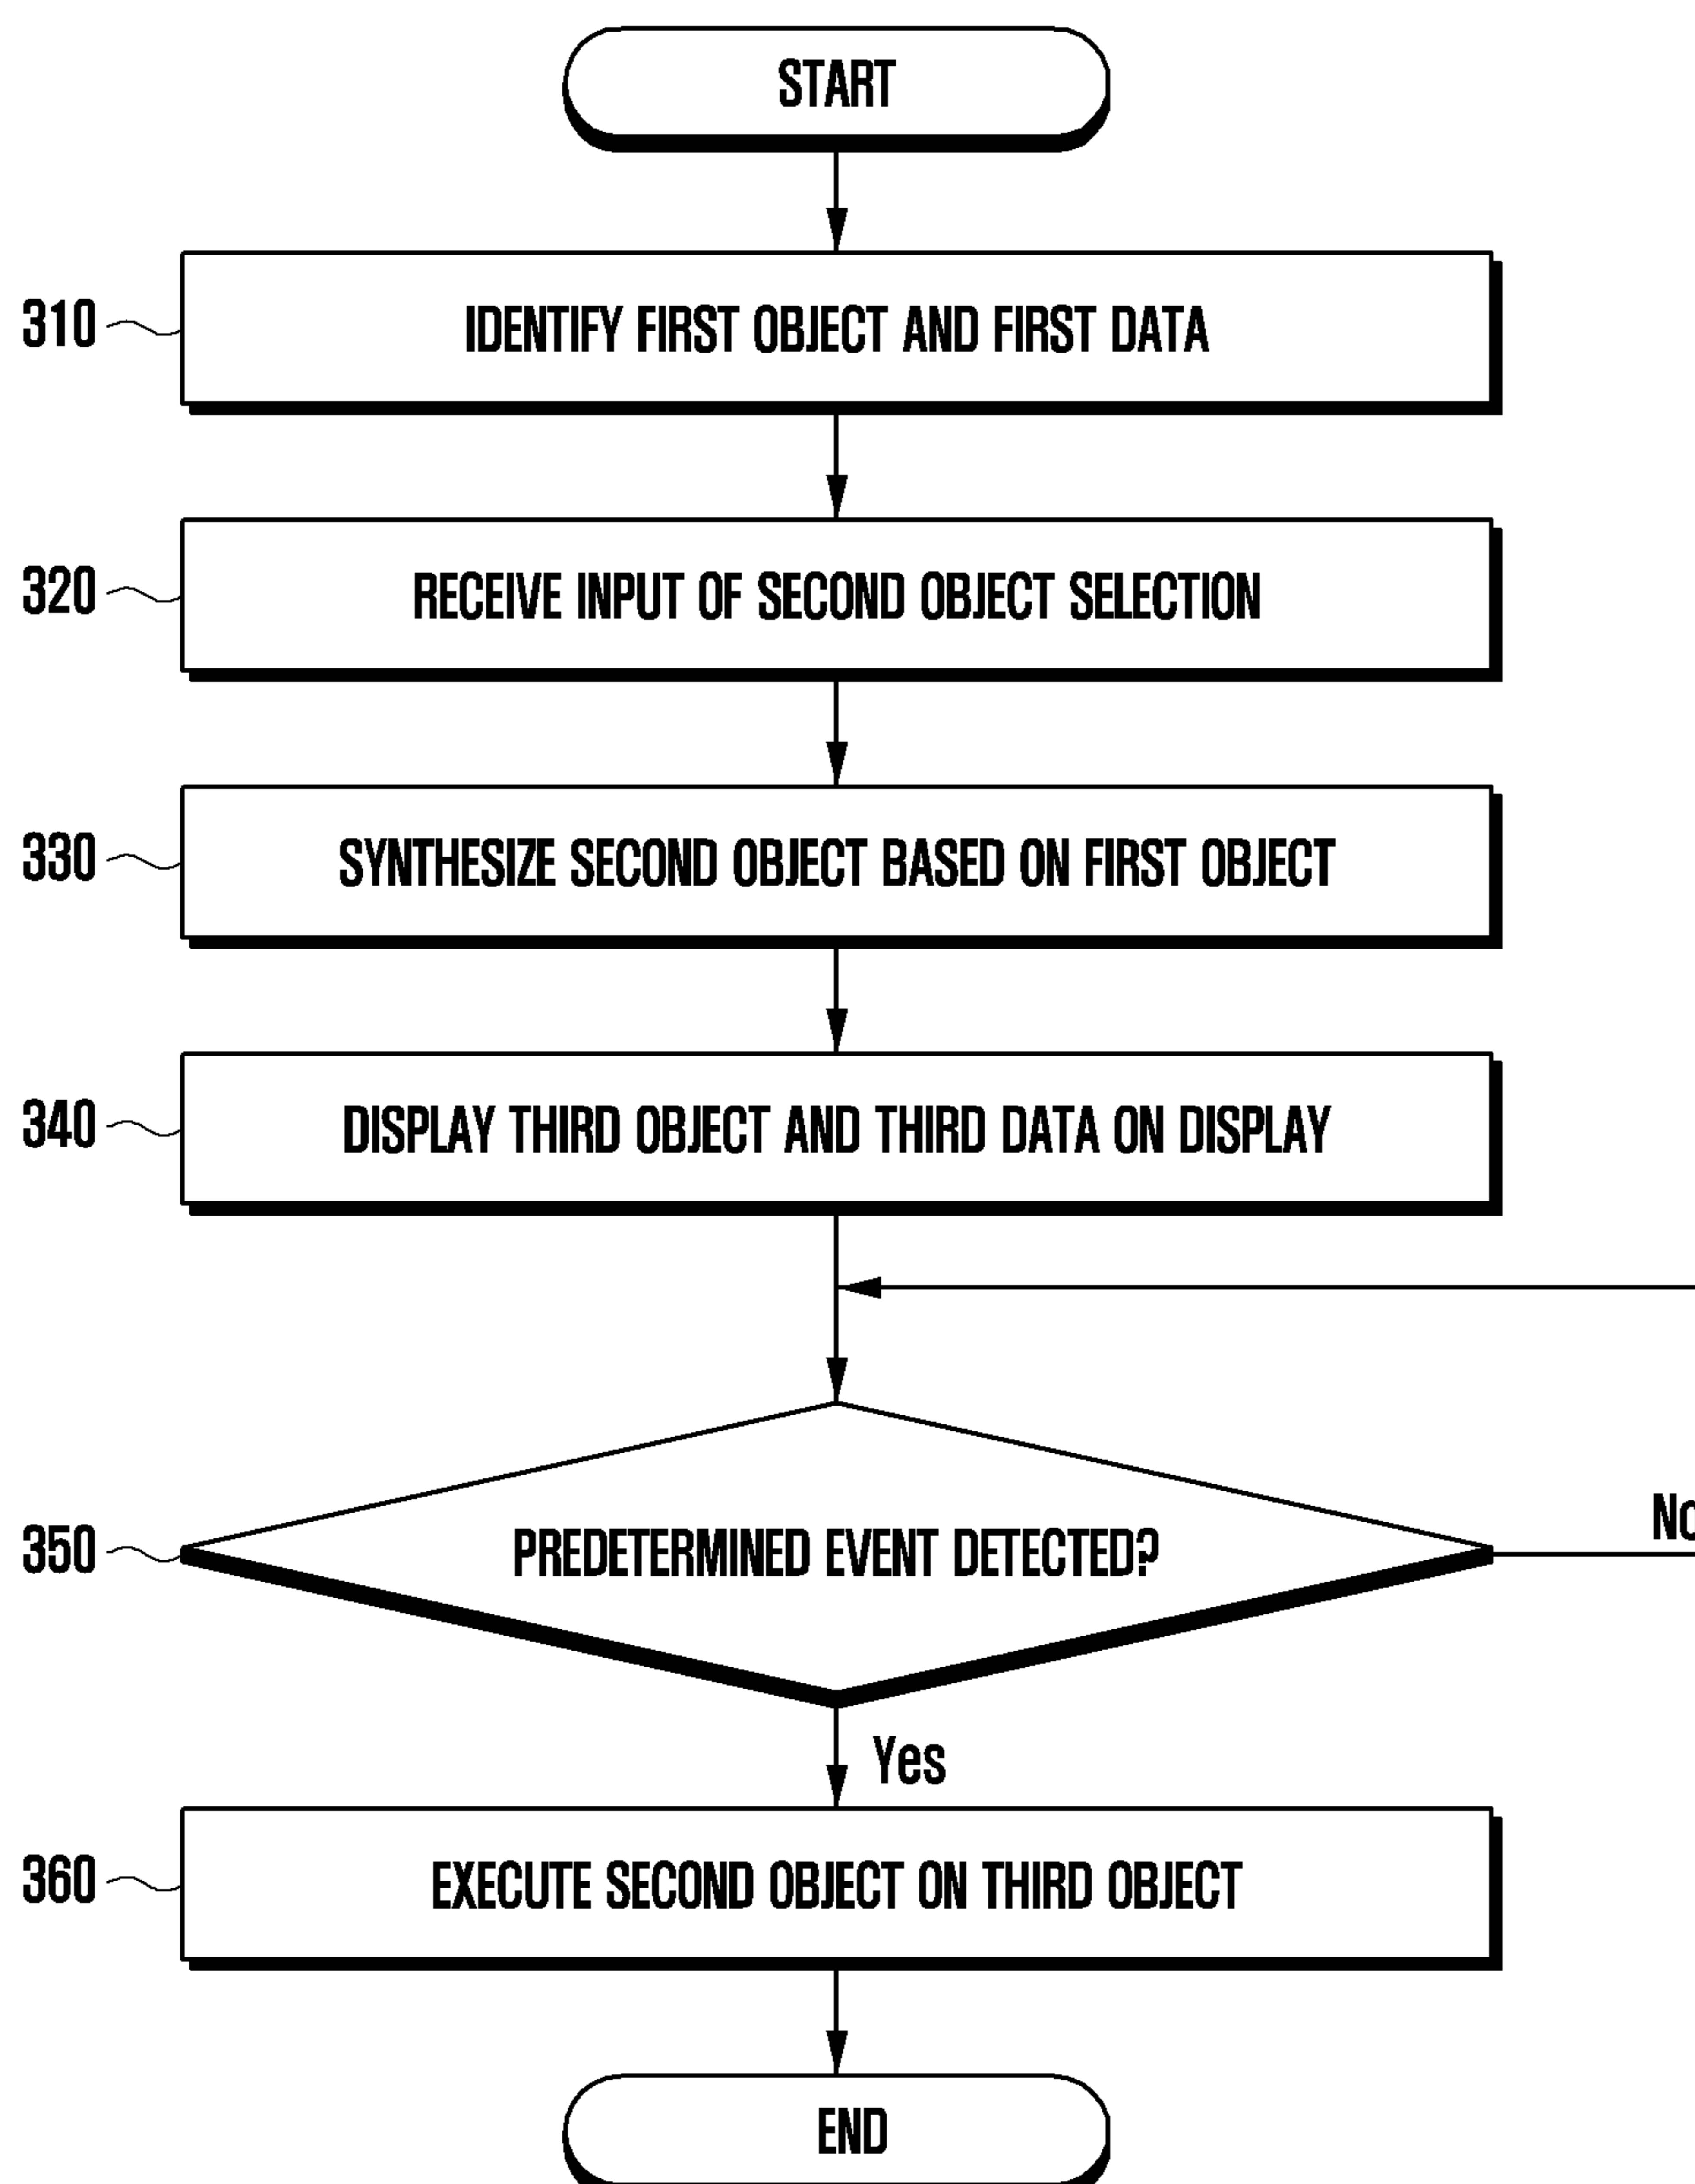 START
310 IDENTIFY FIRST OBJECT AND FIRST DATA
320 RECEIVE INPUT OF SECOND OBJECT SELECTION
330 SYNTHESIZE SECOND OBJECT BASED ON FIRST OBJECT
340 DISPLAY THIRD OBJECT AND THIRD DATA ON DISPLAY
350 PREDETERMINED EVENT DETECTED? No
Yes
360 EXECUTE SECOND OBJECT ON THIRD OBJECT
END